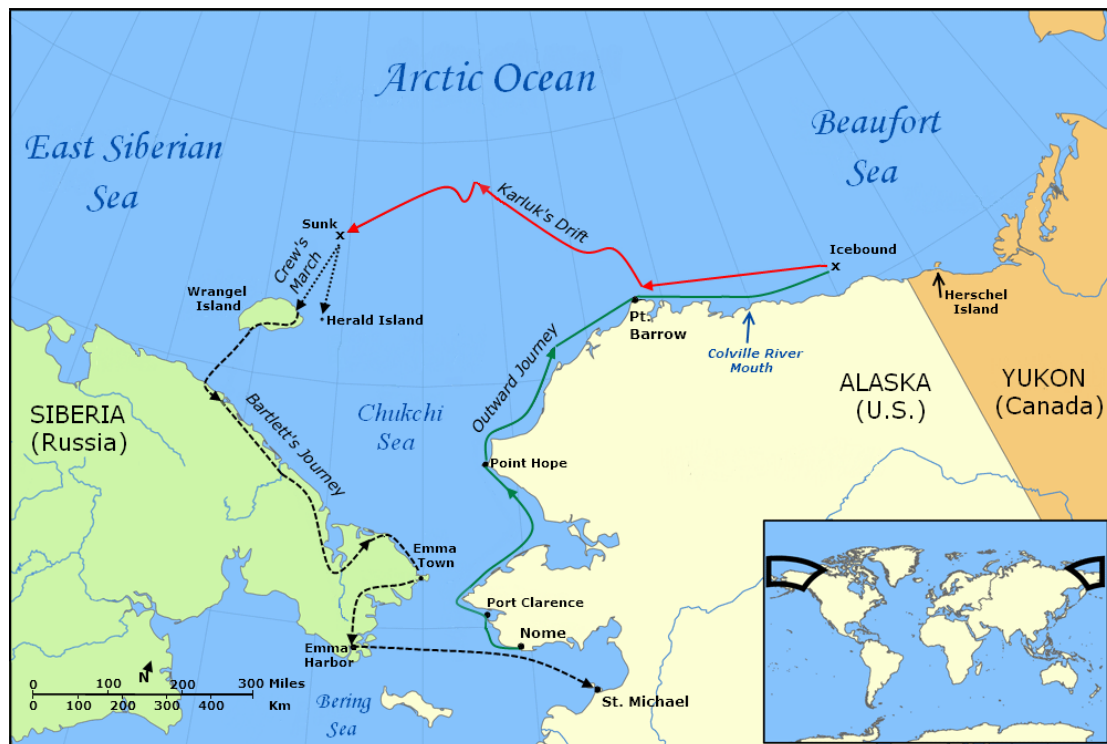 Arctic Ocean
Beaufort
Sea
East Siberian
Sea
Karluk's Drift
Sunk
x
Icebound
x
Crew's
March
Wrangel
Island
Herald Island
Herschel
Island
Pt.
Barrow
Colville River
Mouth
Outward Journey
ALASKA
(U.S.)
YUKON
(Canada)
SIBERIA
(Russia)
Chukchi
Sea
Bartlett's Journey
Point Hope
Emma
Town
Port Clarence
Nome
Emma
Harbor
St. Michael
Bering
Sea
N
0 100 200 300 Miles
0 100 200 300 400 Km